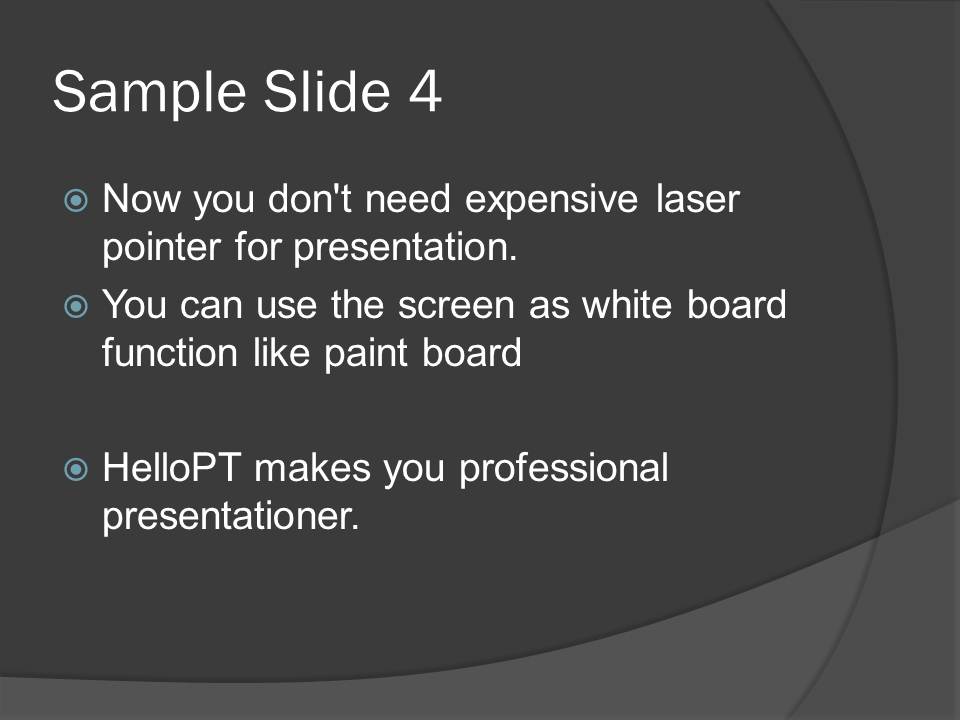 Sample Slide 4
Now you don't need expensive laser
pointer for presentation.
You can use the screen as white board
function like paint board
HelloPT makes you professional
presentationer.